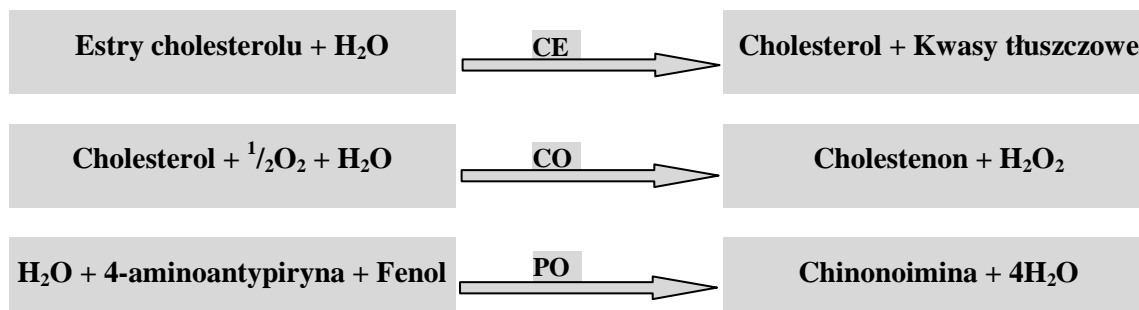 Estry cholesterolu + H₂O CE Cholesterol + Kwasy tłuszczowe
Cholesterol + ¹/₂O₂ + H₂O CO Cholestenon + H₂O₂
H₂O + 4-aminoantypiryna + Fenol PO Chinonoimina + 4H₂O